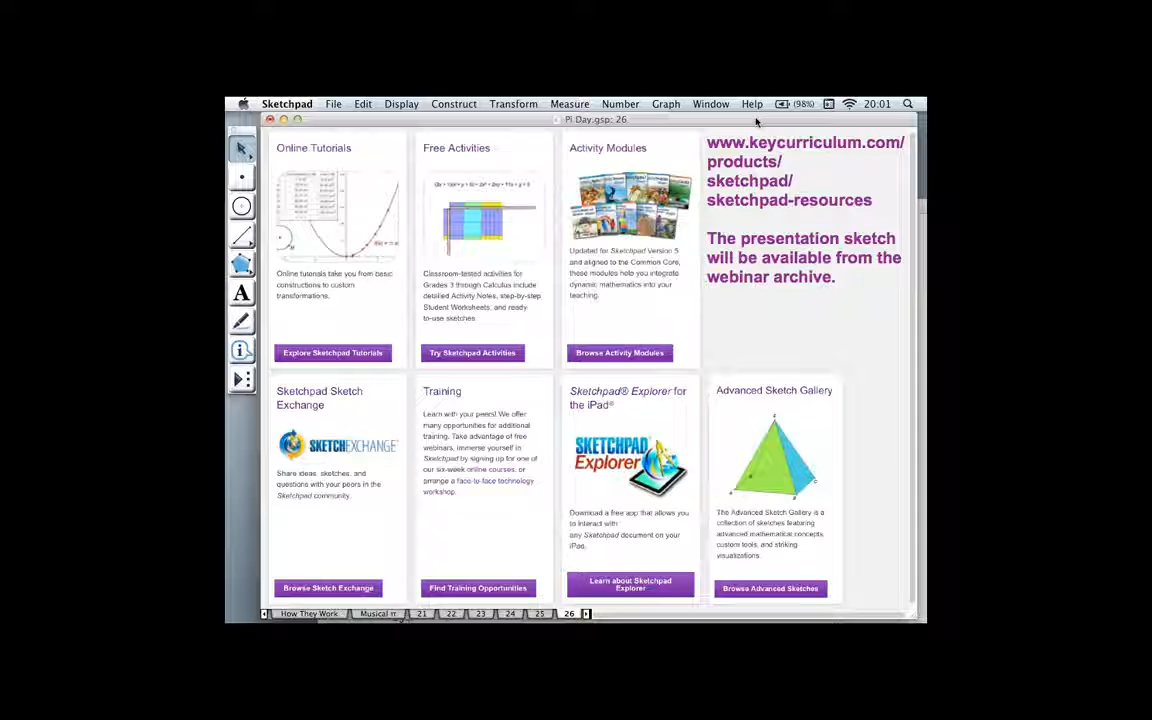 Sketchpad File Edit Display Construct Transform Measure Number Graph Window Help (98%) 20:01
Pi Day.gsp: 26
Online Tutorials
Online tutorials take you from basic
constructions to custom
transformations.
Explore Sketchpad Tutorials
Free Activities
Classroom-tested activities for
Grades 3 through Calculus include
detailed Activity Notes, step-by-step
Student Worksheets, and ready-
to-use sketches.
Try Sketchpad Activities
Activity Modules
Updated for Sketchpad Version 5
and aligned to the Common Core,
these modules help you integrate
dynamic mathematics into your
teaching.
Browse Activity Modules
www.keycurriculum.com/
products/
sketchpad/
sketchpad-resources
The presentation sketch
will be available from the
webinar archive.
Sketchpad Sketch
Exchange
SKETCHEXCHANGE
Share ideas, sketches, and
questions with your peers in the
Sketchpad community.
Browse Sketch Exchange
Training
Learn with your peers! We offer
many opportunities for additional
training. Take advantage of free
webinars, immerse yourself in
Sketchpad by signing up for one of
our six-week online courses, or
arrange a face-to-face technology
workshop.
Find Training Opportunities
Sketchpad® Explorer for
the iPad®
SKETCHPAD
Explorer
Download a free app that allows you
to interact with
any Sketchpad document on your
iPad.
Learn about Sketchpad
Explorer
Advanced Sketch Gallery
The Advanced Sketch Gallery is a
collection of sketches featuring
advanced mathematical concepts,
custom tools, and striking
visualizations.
Browse Advanced Sketches
How They Work Musical π 21 22 23 24 25 26